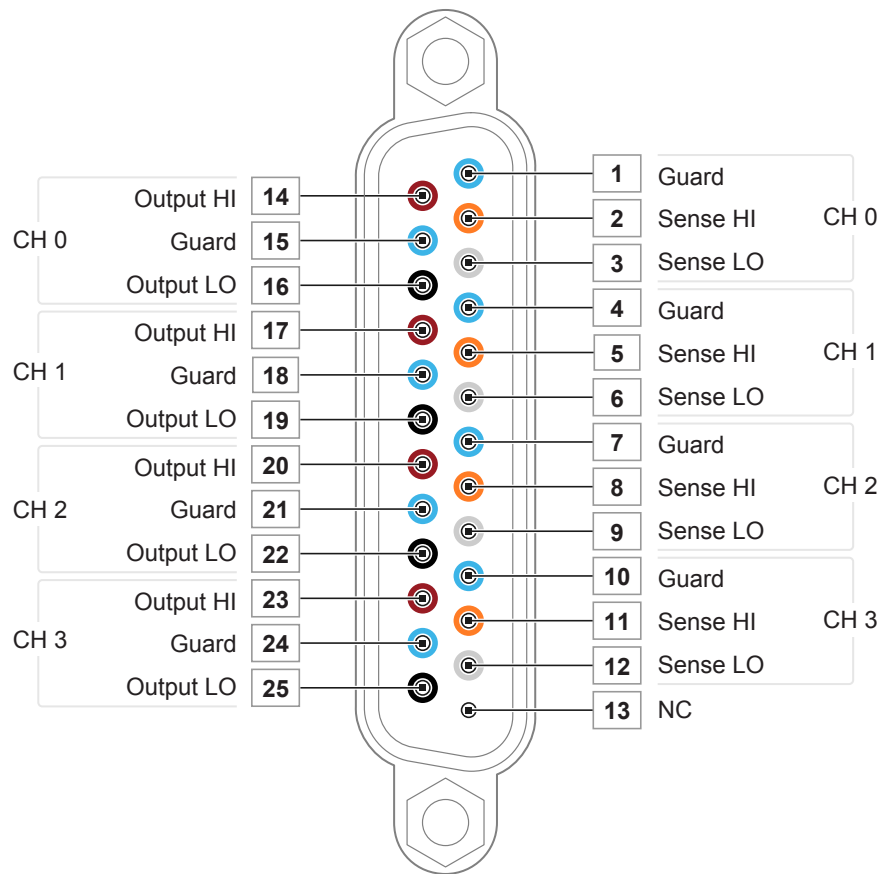 CH 0
Output HI 14
Guard 15
Output LO 16
CH 1
Output HI 17
Guard 18
Output LO 19
CH 2
Output HI 20
Guard 21
Output LO 22
CH 3
Output HI 23
Guard 24
Output LO 25
1 Guard
2 Sense HI
3 Sense LO
CH 0
4 Guard
5 Sense HI
6 Sense LO
CH 1
7 Guard
8 Sense HI
9 Sense LO
CH 2
10 Guard
11 Sense HI
12 Sense LO
CH 3
13 NC